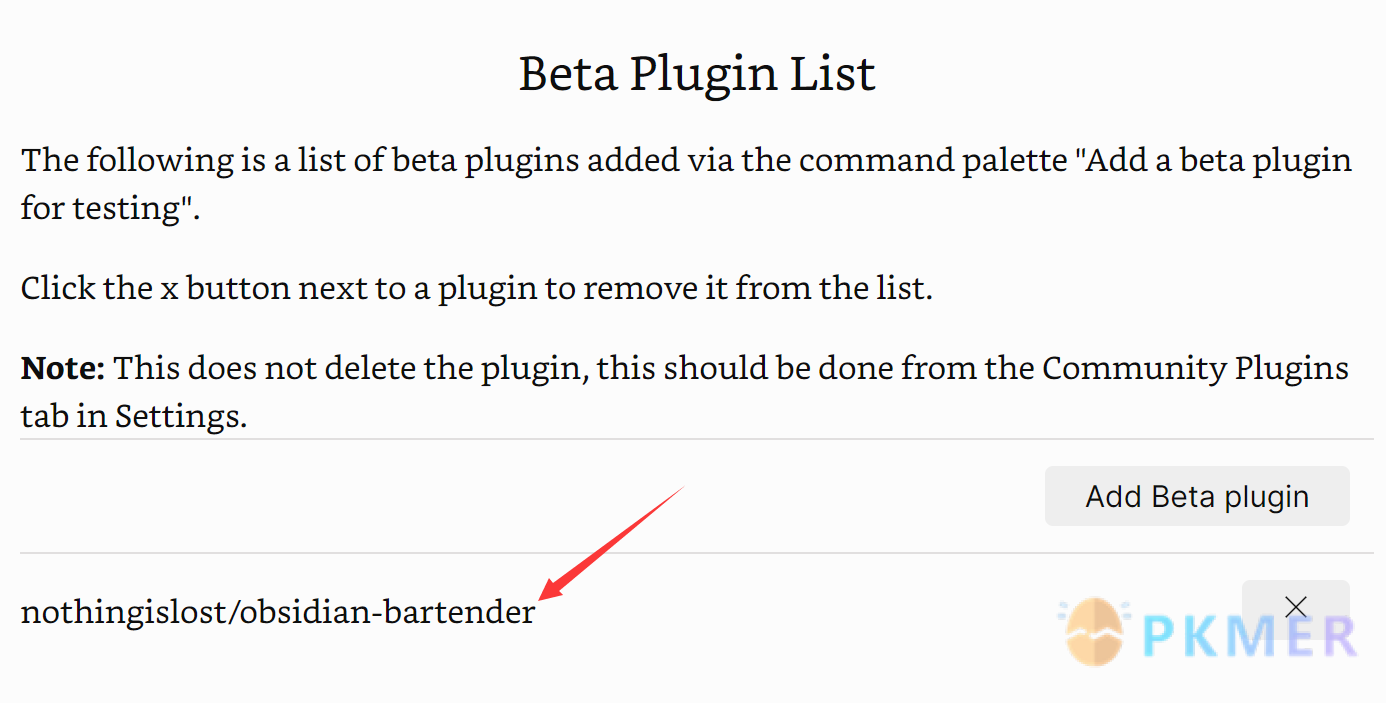 Beta Plugin List
The following is a list of beta plugins added via the command palette "Add a beta plugin
for testing".
Click the x button next to a plugin to remove it from the list.
Note: This does not delete the plugin, this should be done from the Community Plugins
tab in Settings.
Add Beta plugin
nothingislost/obsidian-bartender
PKMER